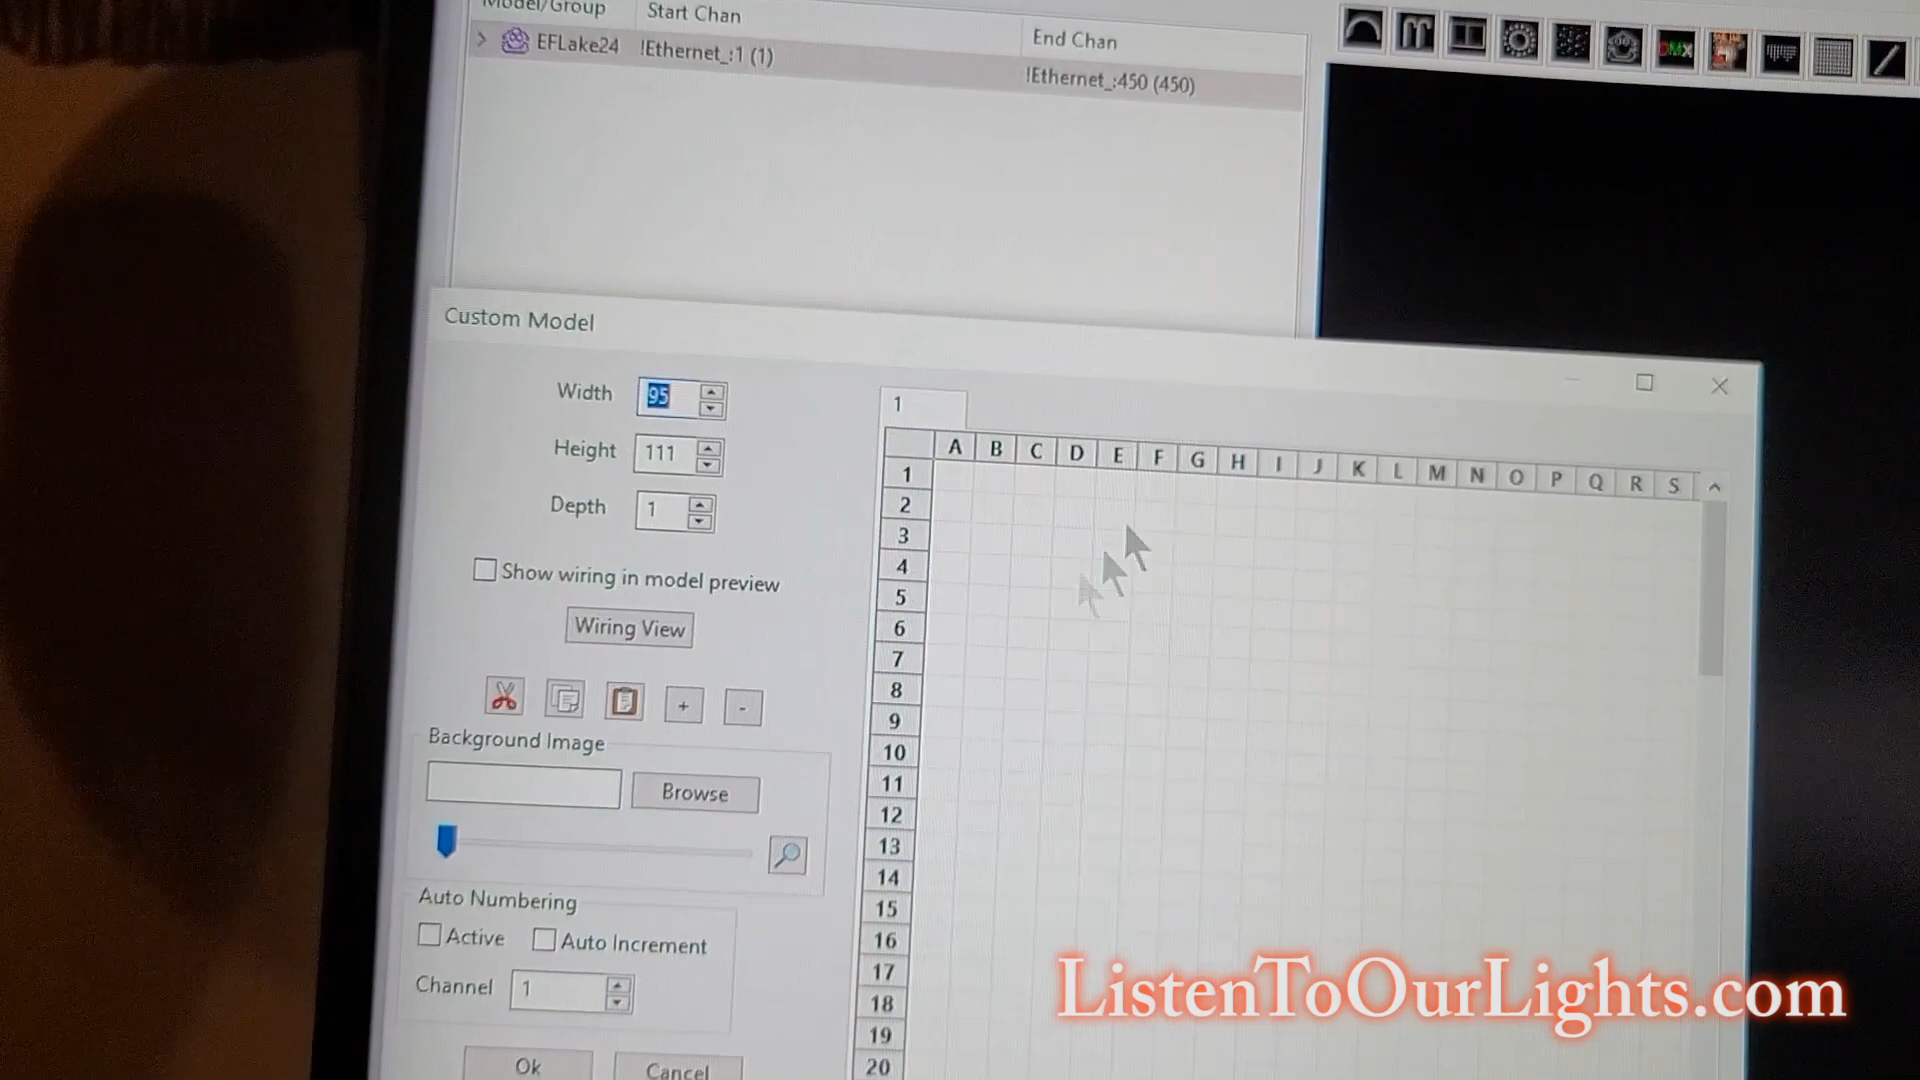 Model/Group Start Chan End Chan
EFLake24 !Ethernet_:1 (1) !Ethernet_:450 (450)
DMX
Custom Model
Width 95
Height 111
Depth 1
Show wiring in model preview
Wiring View
+ -
Background Image
Browse
Auto Numbering
Active Auto Increment
Channel 1
Ok Cancel
1
A B C D E F G H I J K L M N O P Q R S
1
2
3
4
5
6
7
8
9
10
11
12
13
14
15
16
17
18
19
20
ListenToOurLights.com